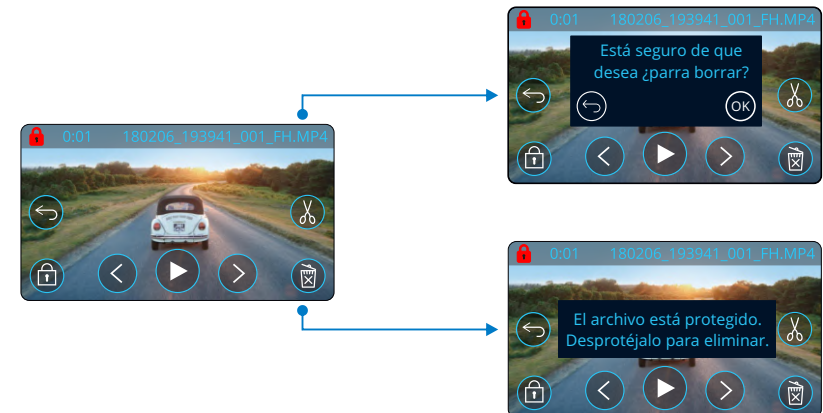 0:01 180206_193941_001_FH.MP4
Está seguro de que
desea ¿parra borrar?
OK
0:01 180206_193941_001_FH.MP4
0:01 180206_193941_001_FH.MP4
El archivo está protegido.
Desprotéjalo para eliminar.